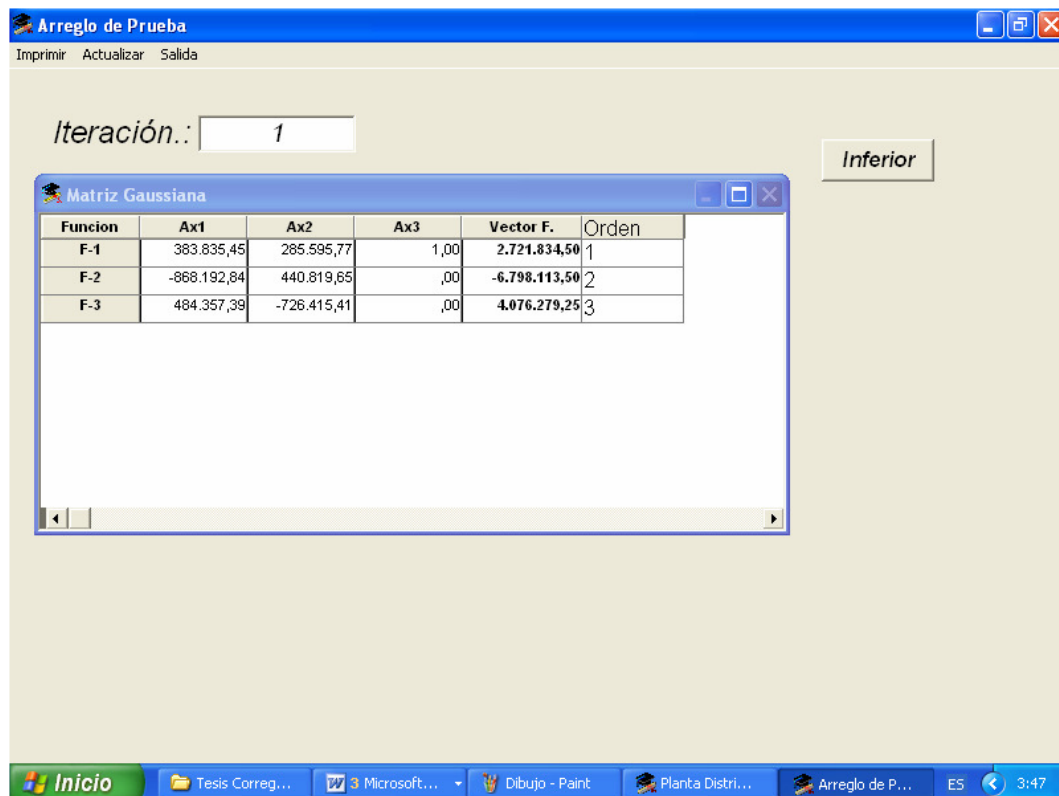 Arreglo de Prueba
Imprimir Actualizar Salida
Iteración.: 1
Inferior
Matriz Gaussiana
Funcion Ax1 Ax2 Ax3 Vector F. Orden
F-1 383.835,45 285.595,77 1,00 2.721.834,50 1
F-2 -868.192,84 440.819,65 ,00 -6.798.113,50 2
F-3 484.357,39 -726.415,41 ,00 4.076.279,25 3
Inicio Tesis Correg... 3 Microsoft... Dibujo - Paint Planta Distri... Arreglo de P... ES 3:47